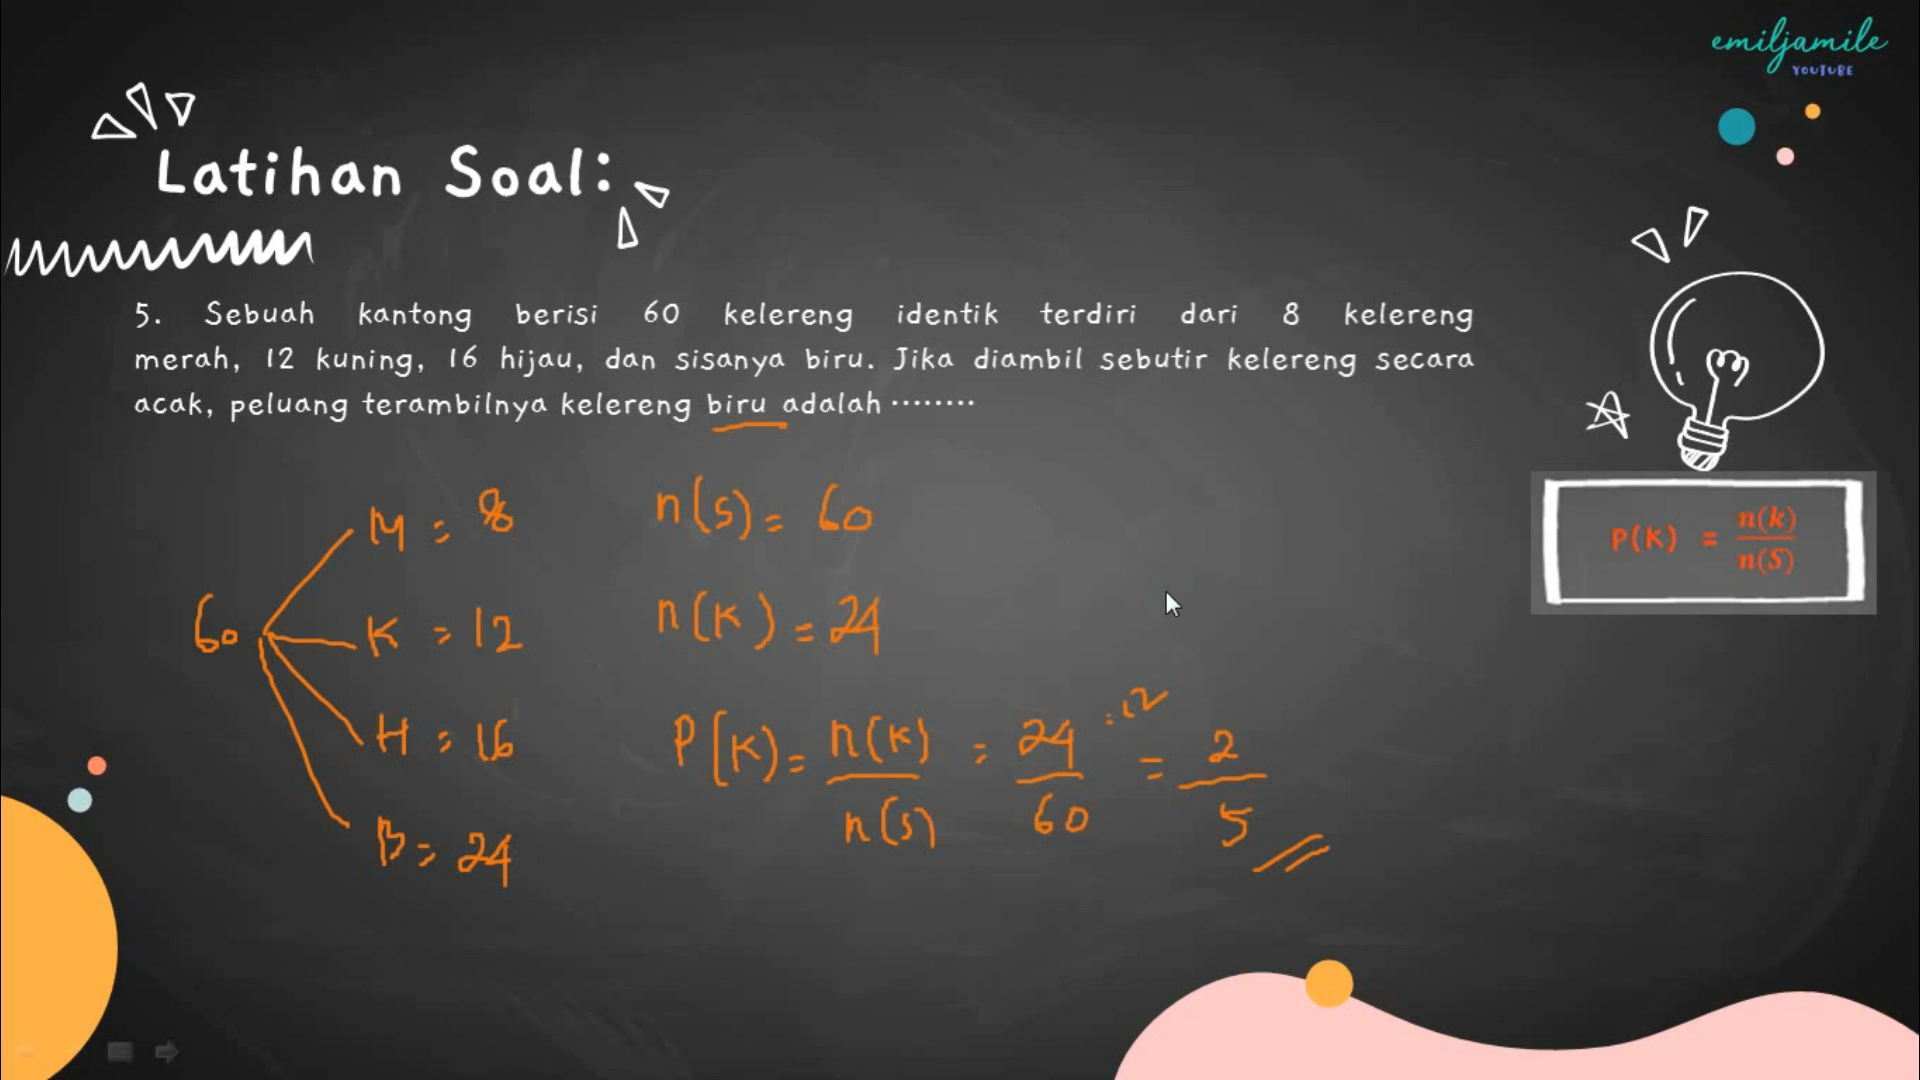 emiljamile
YOUTUBE
Latihan Soal:
5. Sebuah kantong berisi 60 kelereng identik terdiri dari 8 kelereng
merah, 12 kuning, 16 hijau, dan sisanya biru. Jika diambil sebutir kelereng secara
acak, peluang terambilnya kelereng biru adalah ........
P(K) = n(k)/n(S)
60
M = 8
K = 12
H = 16
B = 24
n(S) = 60
n(K) = 24
P(K) = n(K)/n(S) = 24/60 :12 = 2/5